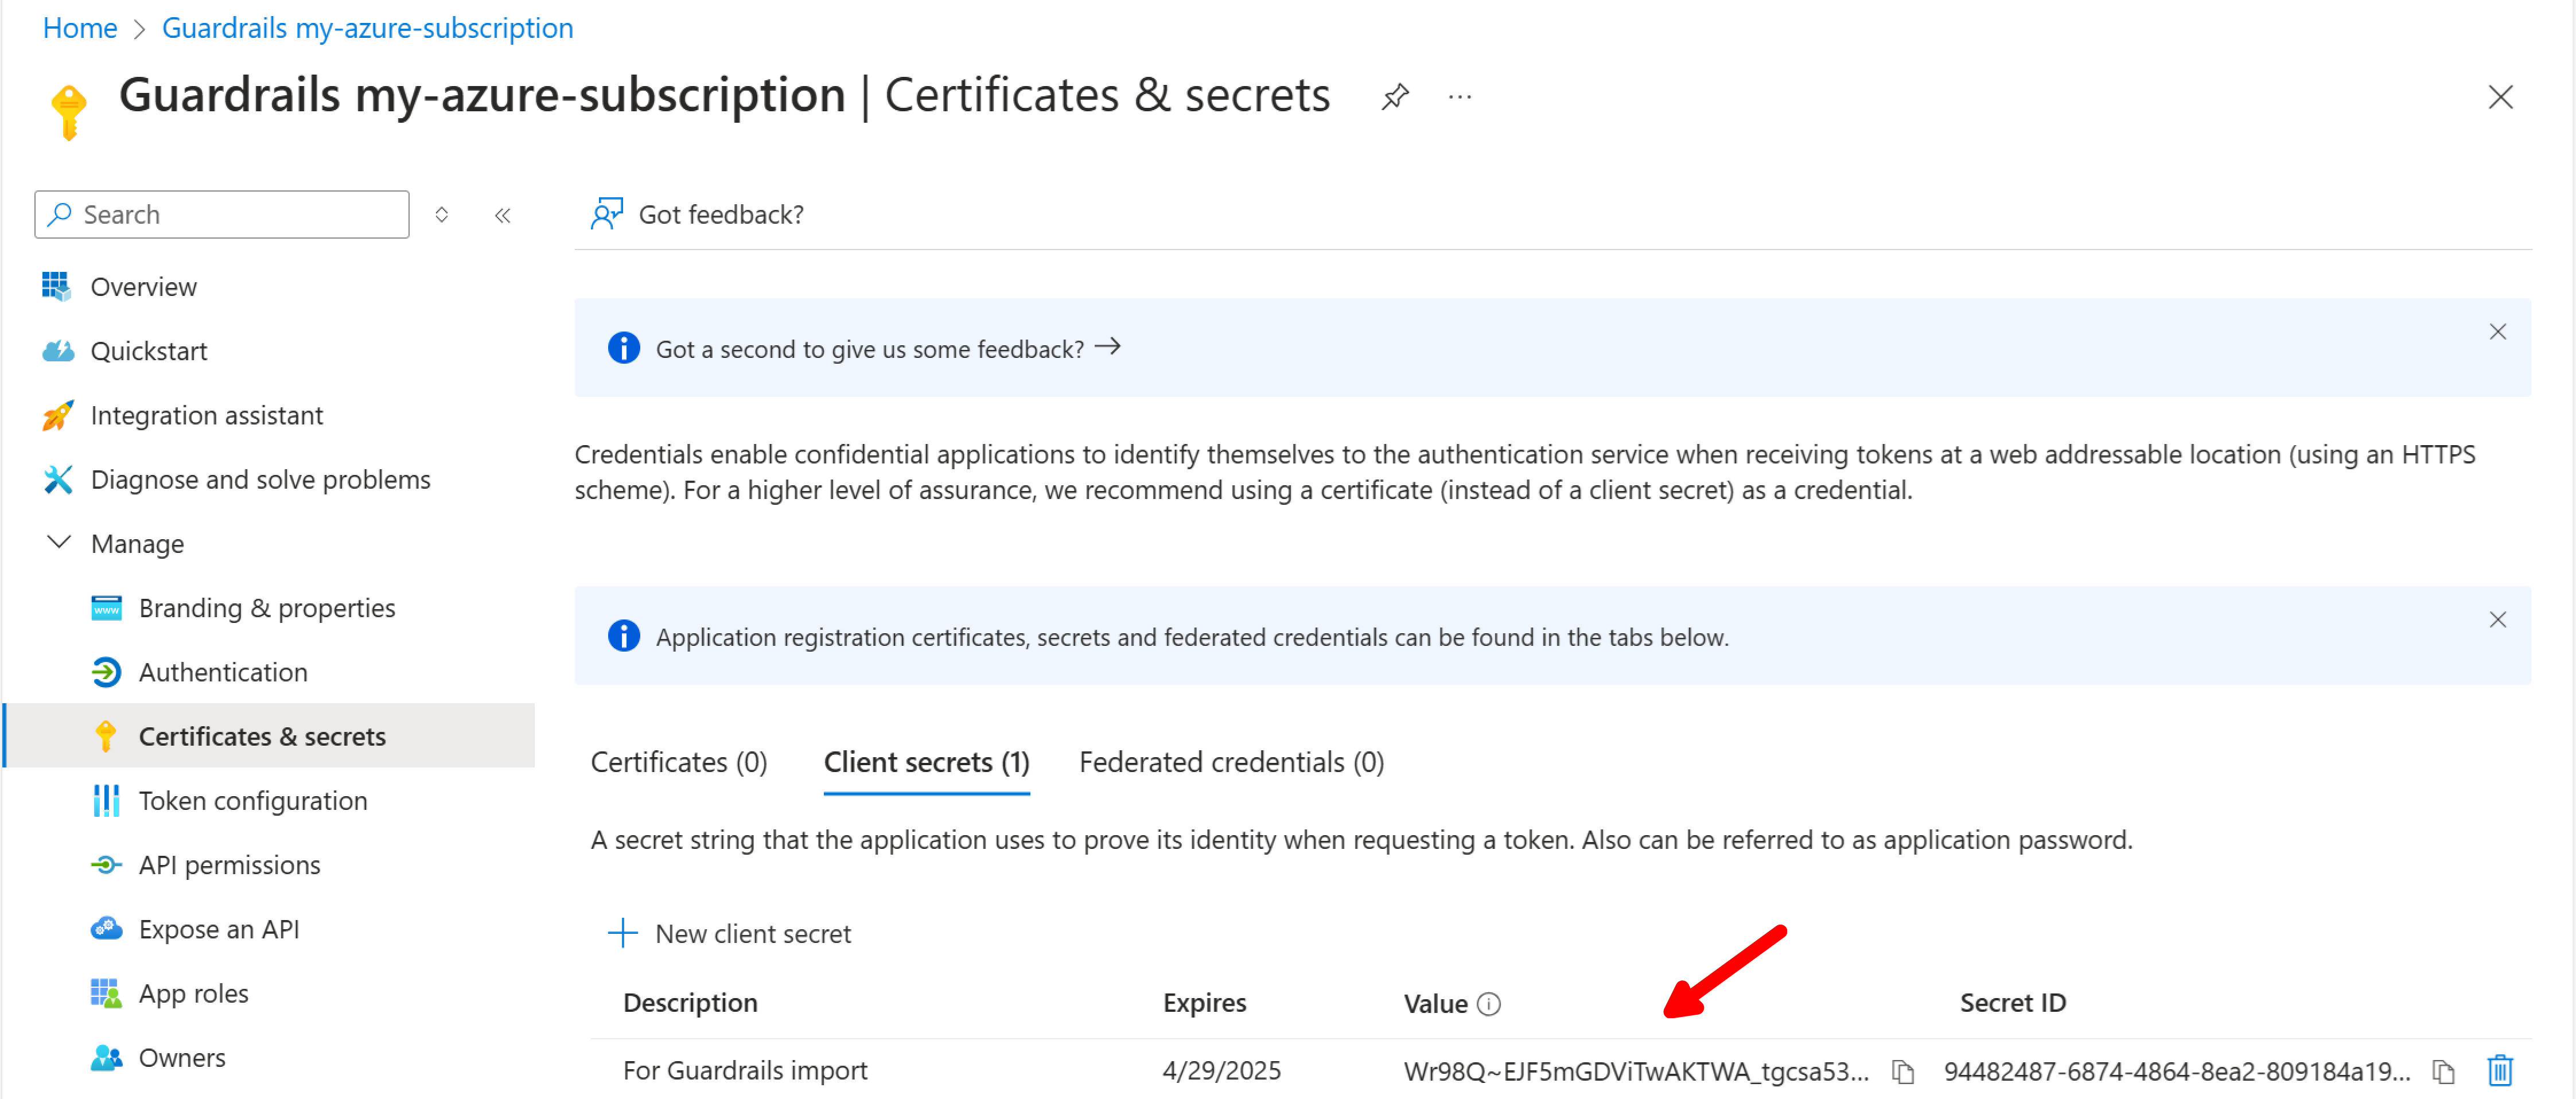 Home > Guardrails my-azure-subscription
Guardrails my-azure-subscription | Certificates & secrets
Search
Got feedback?
Overview
Quickstart
Integration assistant
Diagnose and solve problems
Manage
Branding & properties
Authentication
Certificates & secrets
Token configuration
API permissions
Expose an API
App roles
Owners
Got a second to give us some feedback? →
Credentials enable confidential applications to identify themselves to the authentication service when receiving tokens at a web addressable location (using an HTTPS
scheme). For a higher level of assurance, we recommend using a certificate (instead of a client secret) as a credential.
Application registration certificates, secrets and federated credentials can be found in the tabs below.
Certificates (0) Client secrets (1) Federated credentials (0)
A secret string that the application uses to prove its identity when requesting a token. Also can be referred to as application password.
New client secret
Description Expires Value Secret ID
For Guardrails import 4/29/2025 Wr98Q~EJF5mGDViTwAKTWA_tgcsa53... 94482487-6874-4864-8ea2-809184a19...